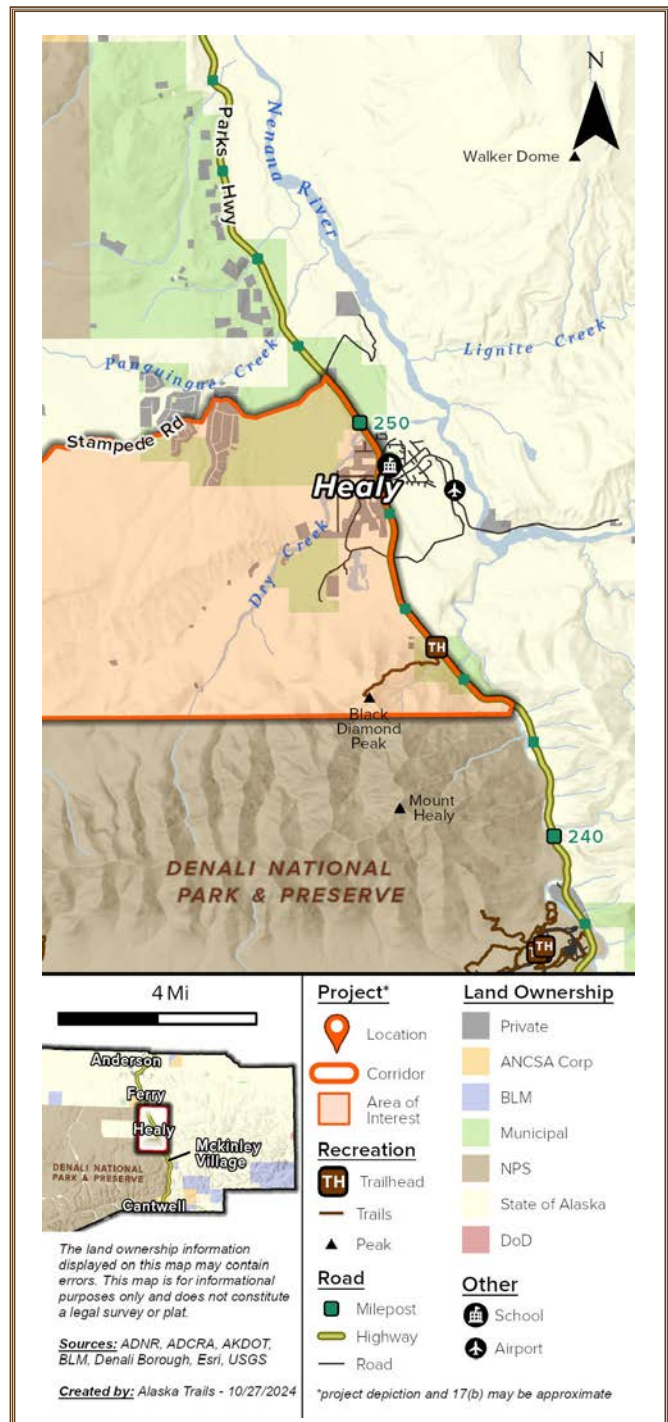 N
Walker Dome
Parks Hwy
Nenana River
Lignite Creek
Panguingue Creek
Stampede Rd
250
Healy
Dry Creek
TH
Black
Diamond
Peak
Mount
Healy
240
DENALI NATIONAL
PARK & PRESERVE
TH
4 Mi
Anderson
Ferry
Healy
Mckinley
Village
DENALI NATIONAL
PARK & PRESERVE
Cantwell
The land ownership information
displayed on this map may contain
errors. This map is for informational
purposes only and does not constitute
a legal survey or plat.
Sources: ADNR, ADCRA, AKDOT,
BLM, Denali Borough, Esri, USGS
Created by: Alaska Trails - 10/27/2024
Project*
Location
Corridor
Area of
Interest
Recreation
TH Trailhead
Trails
Peak
Road
Milepost
Highway
Road
Land Ownership
Private
ANCSA Corp
BLM
Municipal
NPS
State of Alaska
DoD
Other
School
Airport
*project depiction and 17(b) may be approximate